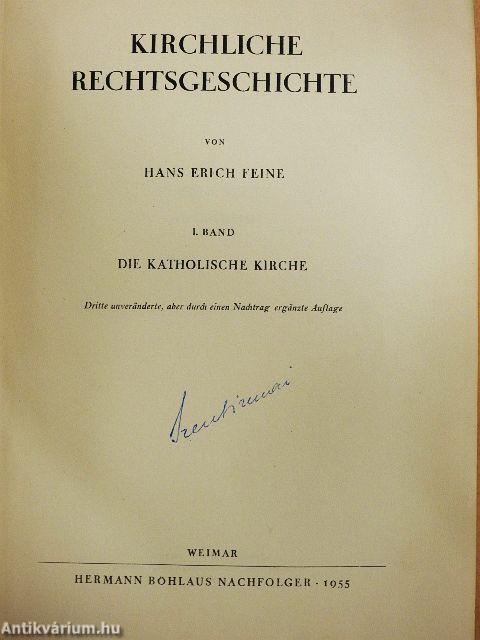 KIRCHLICHE
RECHTSGESCHICHTE
VON
HANS ERICH FEINE
I. BAND
DIE KATHOLISCHE KIRCHE
Dritte unveränderte, aber durch einen Nachtrag ergänzte Auflage
WEIMAR
HERMANN BÖHLAUS NACHFOLGER · 1955
Antikvárium.hu